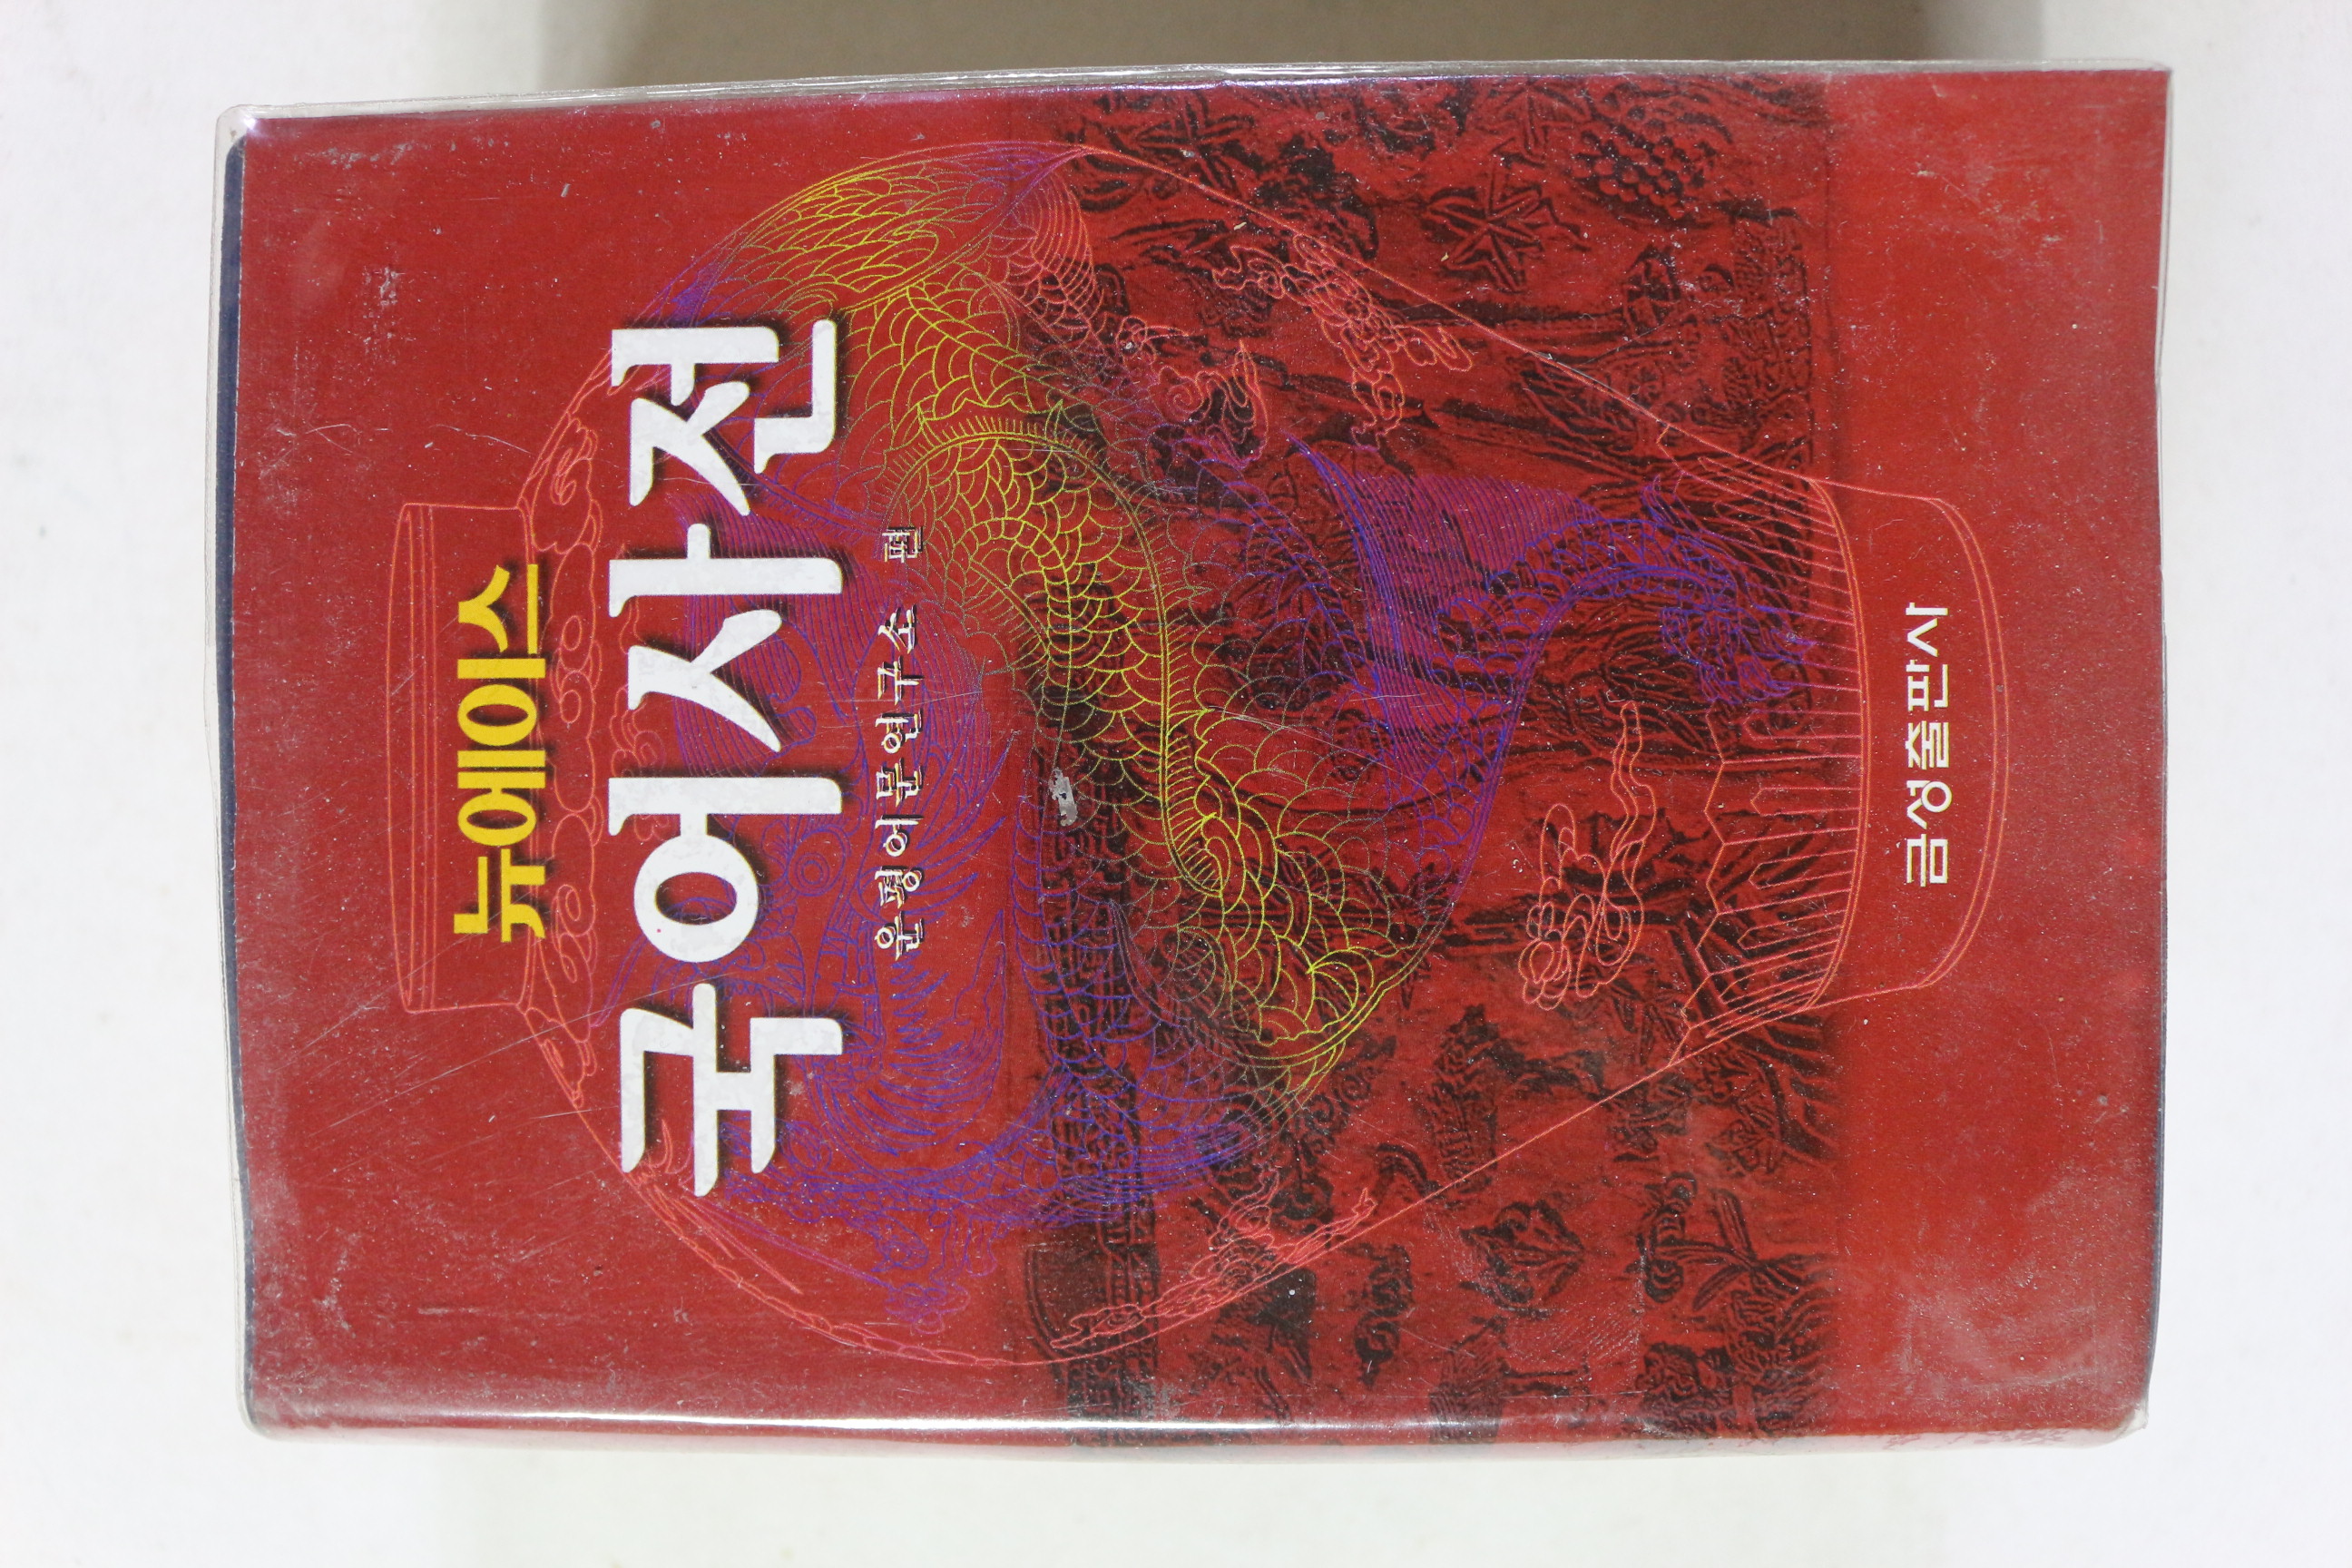 뉴에이스
국어사전
운평어문연구소 편
금성출판사